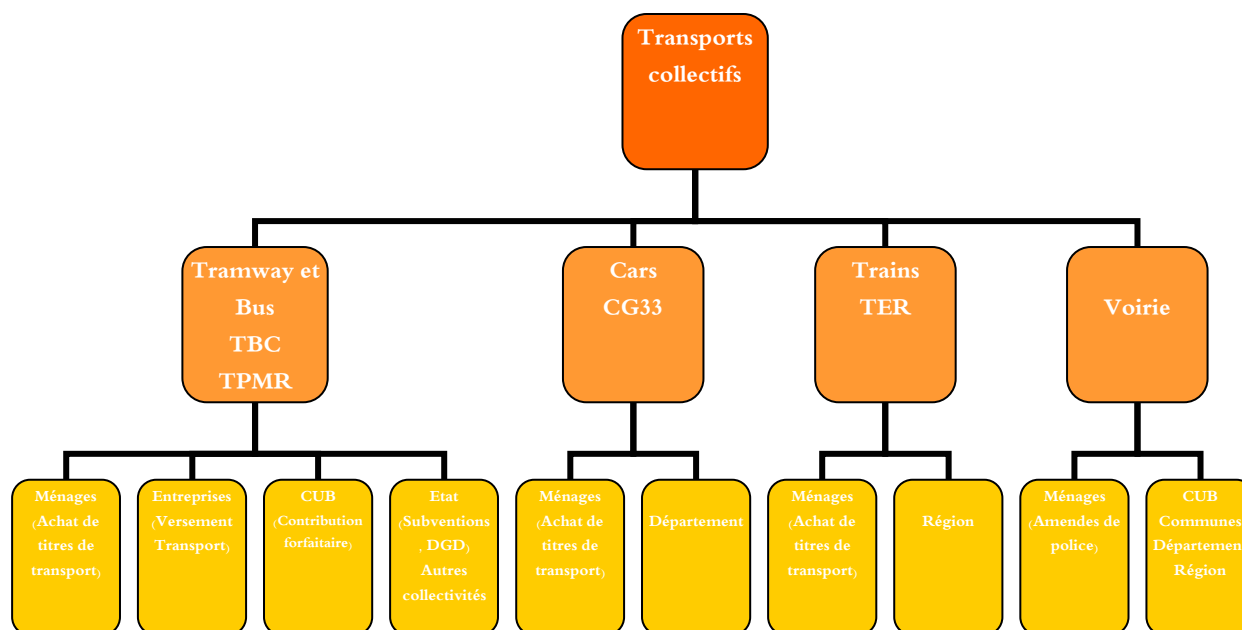 Transports
collectifs
Tramway et
Bus
TBC
TPMR
Cars
CG33
Trains
TER
Voirie
Ménages
(Achat de
titres de
transport)
Entreprises
(Versement
Transport)
CUB
(Contribution
forfaitaire)
Etat
(Subventions
, DGD)
Autres
collectivités
Ménages
(Achat de
titres de
transport)
Département
Ménages
(Achat de
titres de
transport)
Région
Ménages
(Amendes de
police)
CUB
Communes
Département
Région